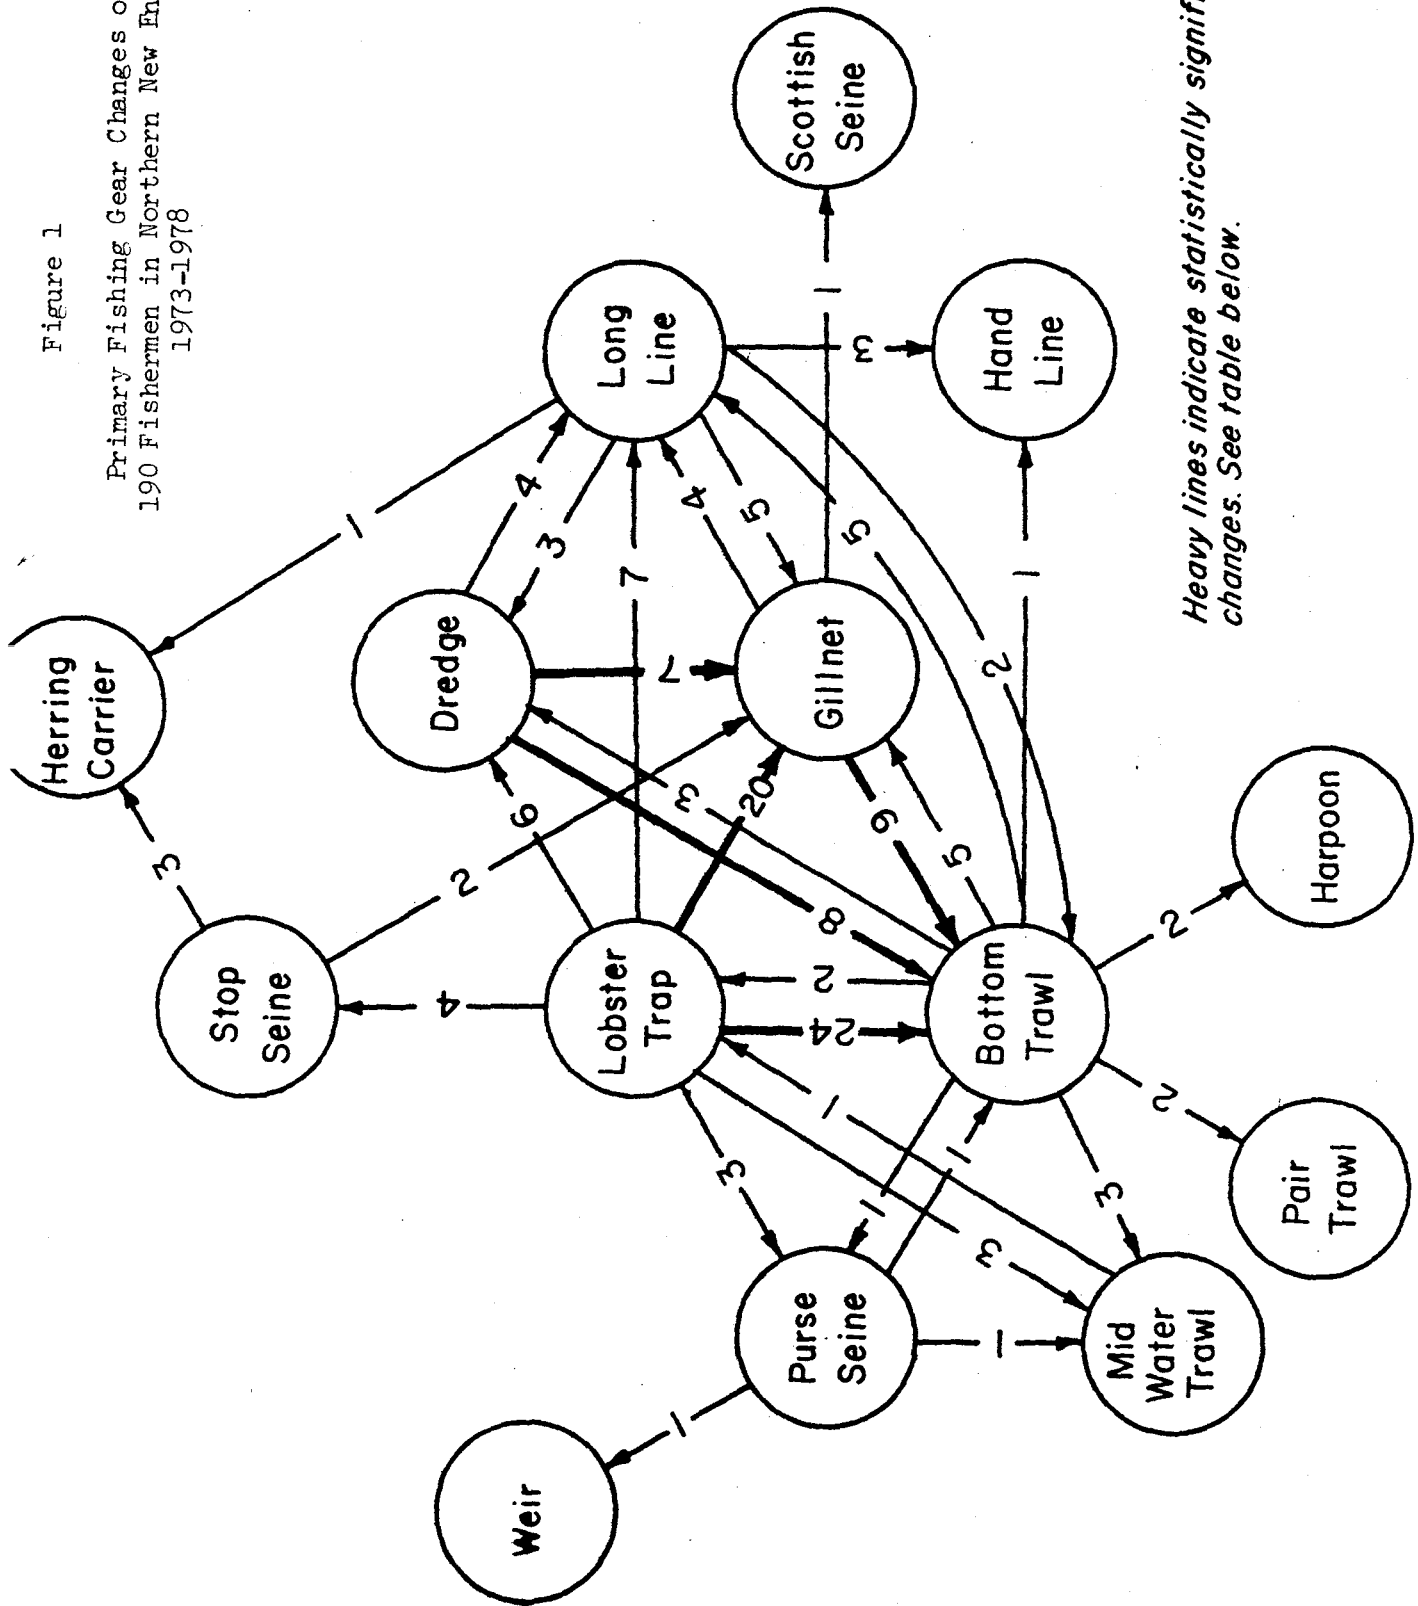 Figure 1
Primary Fishing Gear Changes
190 Fishermen in Northern New
1973-1978
Herring
Carrier
1
3
Stop
Seine
2
4
Dredge
4
3
6
7
8
3
Long
Line
7
4
5
3
5
2
Lobster
Trap
20
2
24
3
3
1
Gillnet
9
5
1
Scottish
Seine
Hand
Line
1
Bottom
Trawl
1
1
3
2
2
Weir
1
Purse
Seine
1
Mid
Water
Trawl
Pair
Trawl
Harpoon
Heavy lines indicate statistically
changes. See table below.